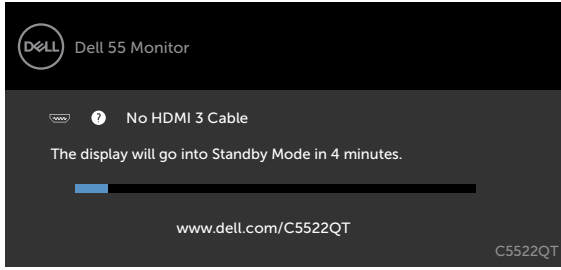 DELL
Dell 55 Monitor
? No HDMI 3 Cable
The display will go into Standby Mode in 4 minutes.
www.dell.com/C5522QT
C5522QT